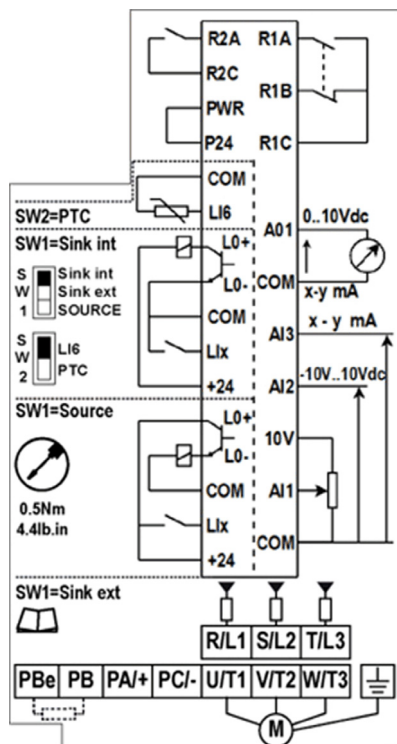 R2A R1A
R2C
R1B
PWR
P24 R1C
COM
SW2=PTC
LI6
A01 0..10Vdc
SW1=Sink int L0+
S W 1 Sink int
Sink ext
SOURCE
L0-
COM x-y mA
COM
x - y mA
AI3
S W 2 LI6
PTC
LIx
+24
AI2 -10V..10Vdc
SW1=Source L0+
10V
L0-
COM AI1
0.5Nm
4.4lb.in
LIx
COM
+24
SW1=Sink ext
R/L1 S/L2 T/L3
PBe PB PA/+ PC/- U/T1 V/T2 W/T3
M